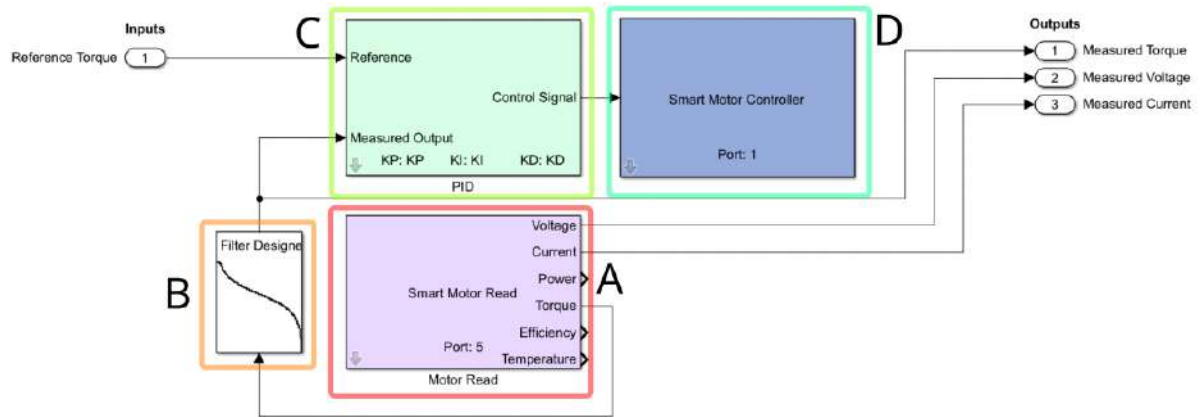 Inputs
Reference Torque
1
C
Reference
Control Signal
Measured Output
KP: KP KI: KI KD: KD
PID
D
Smart Motor Controller
Port: 1
Outputs
1 Measured Torque
2 Measured Voltage
3 Measured Current
B
Filter Designe
A
Voltage
Current
Power
Smart Motor Read
Torque
Efficiency
Port: 5
Temperature
Motor Read